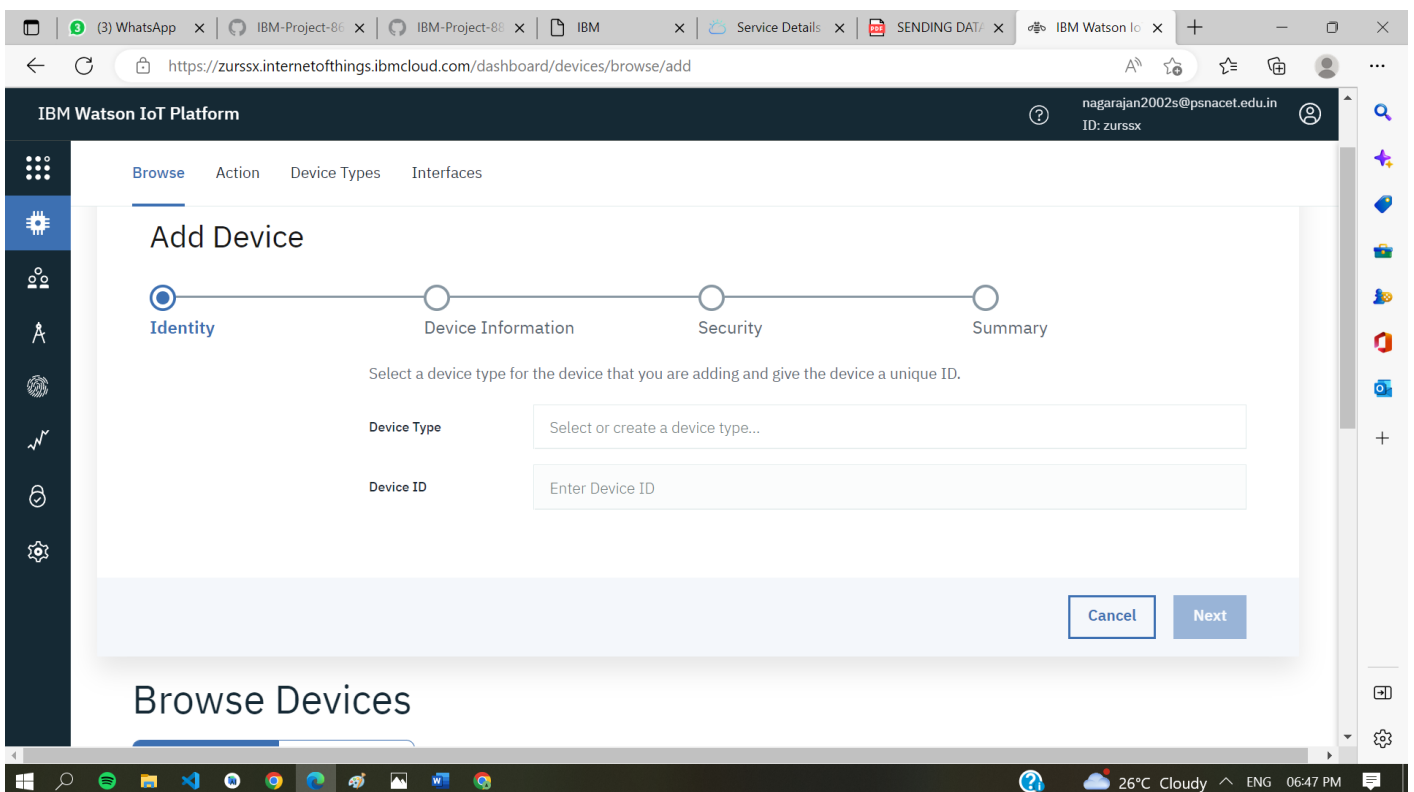 3
(3) WhatsApp
IBM-Project-86
IBM-Project-88
IBM
Service Details
PDF
SENDING DATA
IBM Watson Io
https://zurssx.internetofthings.ibmcloud.com/dashboard/devices/browse/add
IBM Watson IoT Platform
nagarajan2002s@psnacet.edu.in
ID: zurssx
Browse Action Device Types Interfaces
Add Device
Identity Device Information Security Summary
Select a device type for the device that you are adding and give the device a unique ID.
Device Type Select or create a device type...
Device ID Enter Device ID
Cancel Next
Browse Devices
26°C Cloudy ENG 06:47 PM